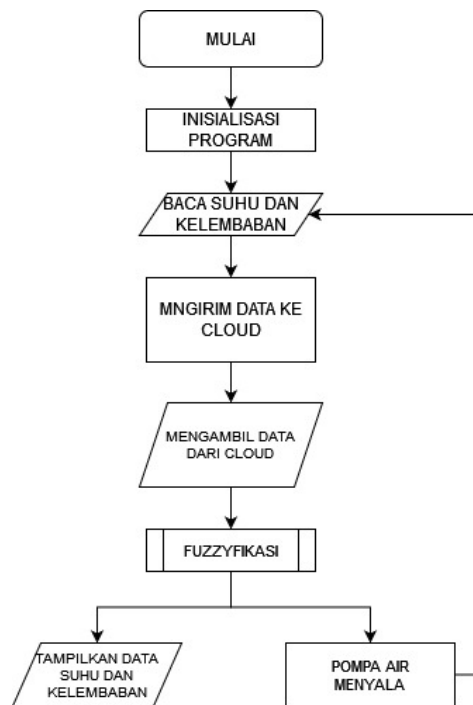 MULAI
INISIALISASI
PROGRAM
BACA SUHU DAN
KELEMBABAN
MNGIRIM DATA KE
CLOUD
MENGAMBIL DATA
DARI CLOUD
FUZZYFIKASI
TAMPILKAN DATA
SUHU DAN
KELEMBABAN
POMPA AIR
MENYALA